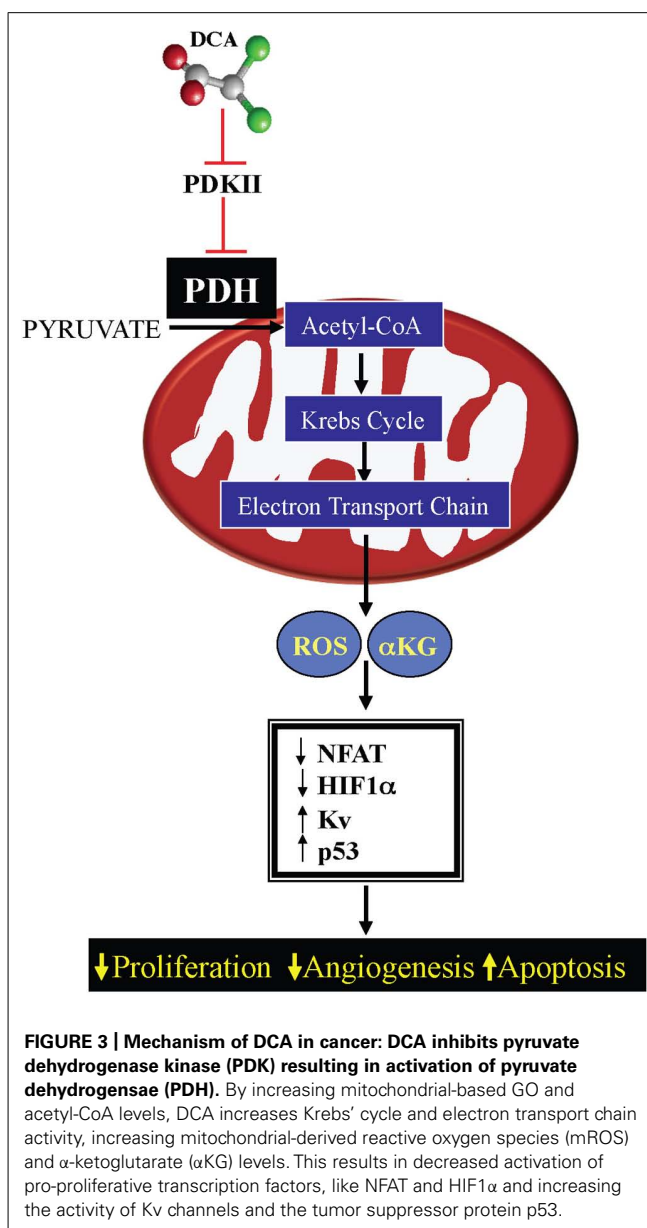 DCA
PDKII
PDH
PYRUVATE
Acetyl-CoA
Krebs Cycle
Electron Transport Chain
ROS
αKG
↓ NFAT
↓ HIF1α
↑ Kv
↑ p53
↓Proliferation ↓Angiogenesis ↑Apoptosis
FIGURE 3 | Mechanism of DCA in cancer: DCA inhibits pyruvate
dehydrogenase kinase (PDK) resulting in activation of pyruvate
dehydrogensae (PDH). By increasing mitochondrial-based GO and
acetyl-CoA levels, DCA increases Krebs' cycle and electron transport chain
activity, increasing mitochondrial-derived reactive oxygen species (mROS)
and α-ketoglutarate (αKG) levels. This results in decreased activation of
pro-proliferative transcription factors, like NFAT and HIF1α and increasing
the activity of Kv channels and the tumor suppressor protein p53.